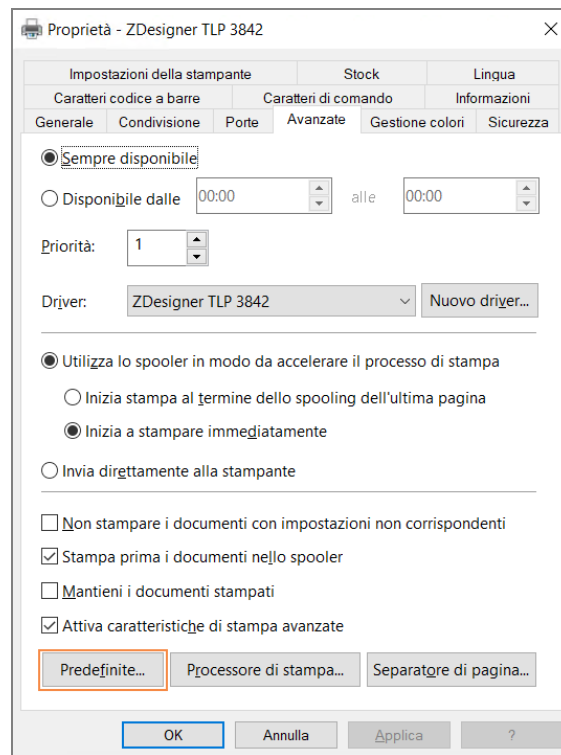 Proprietà - ZDesigner TLP 3842
Impostazioni della stampante Stock Lingua
Caratteri codice a barre Caratteri di comando Informazioni
Generale Condivisione Porte Avanzate Gestione colori Sicurezza
Sempre disponibile
Disponibile dalle 00:00 alle 00:00
Priorità: 1
Driver: ZDesigner TLP 3842 Nuovo driver...
Utilizza lo spooler in modo da accelerare il processo di stampa
Inizia stampa al termine dello spooling dell'ultima pagina
Inizia a stampare immediatamente
Invia direttamente alla stampante
Non stampare i documenti con impostazioni non corrispondenti
Stampa prima i documenti nello spooler
Mantieni i documenti stampati
Attiva caratteristiche di stampa avanzate
Predefinite... Processore di stampa... Separatore di pagina...
OK Annulla Applica ?